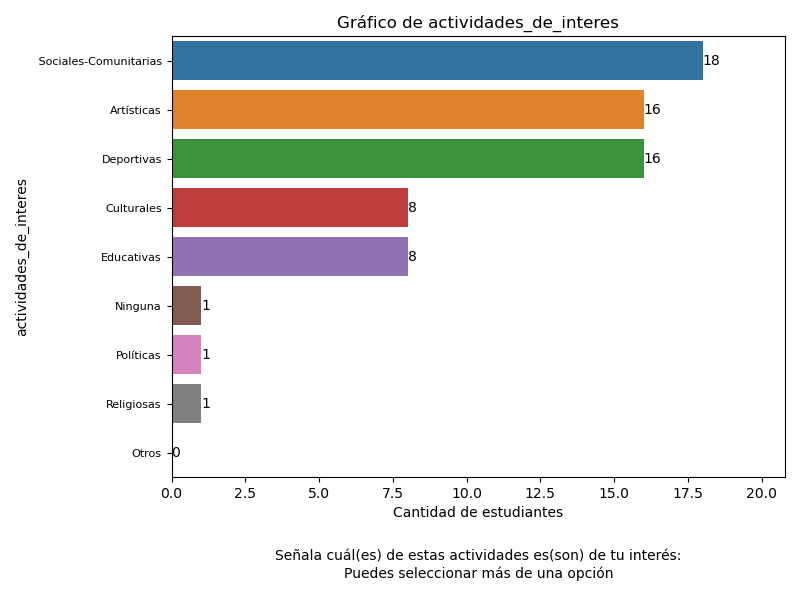 Gráfico de actividades_de_interes
Sociales-Comunitarias 18
Artísticas 16
Deportivas 16
Culturales 8
Educativas 8
Ninguna 1
Políticas 1
Religiosas 1
Otros 0
actividades_de_interes
0.0 2.5 5.0 7.5 10.0 12.5 15.0 17.5 20.0
Cantidad de estudiantes
Señala cuál(es) de estas actividades es(son) de tu interés:
Puedes seleccionar más de una opción